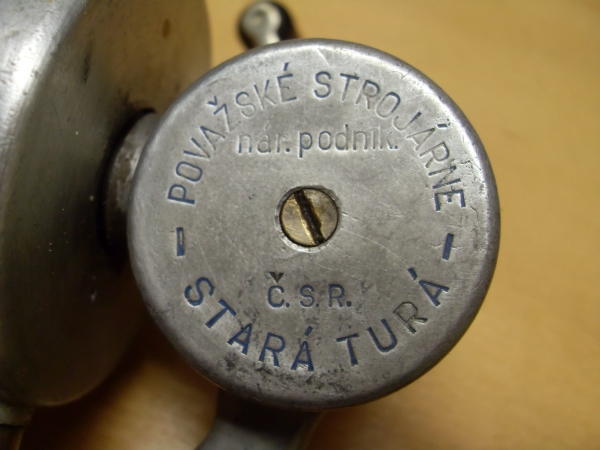 POVAŽSKÉ STROJÁRNE
nár. podnik.
Č.S.R.
STARÁ TURÁ